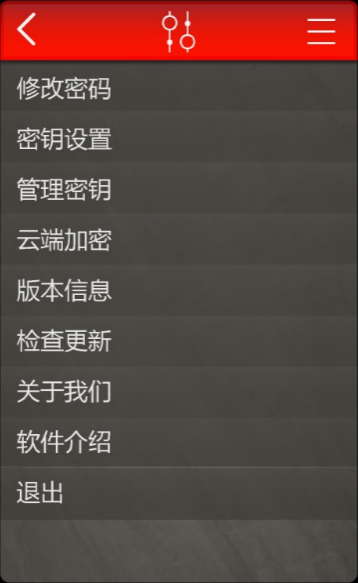 修改密码
密钥设置
管理密钥
云端加密
版本信息
检查更新
关于我们
软件介绍
退出